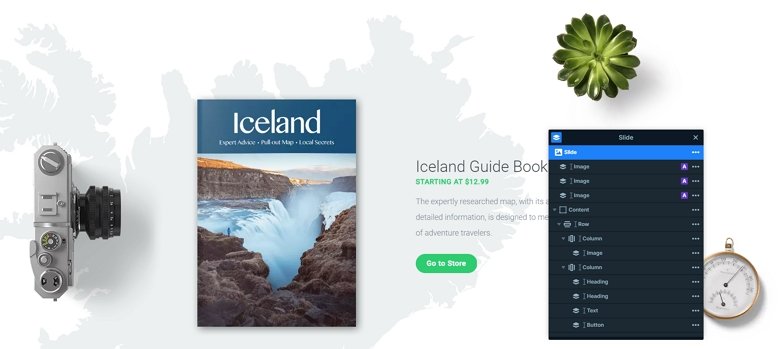 Iceland
Expert Advice • Pull-out Map • Local Secrets
Iceland Guide Book
STARTING AT $12.99
The expertly researched map, with its a
detailed information, is designed to me
of adventure travelers.
Go to Store
Slide
Slide
Image A
Image A
Image A
Content
Row
Column
Image
Column
Heading
Heading
Text
Button